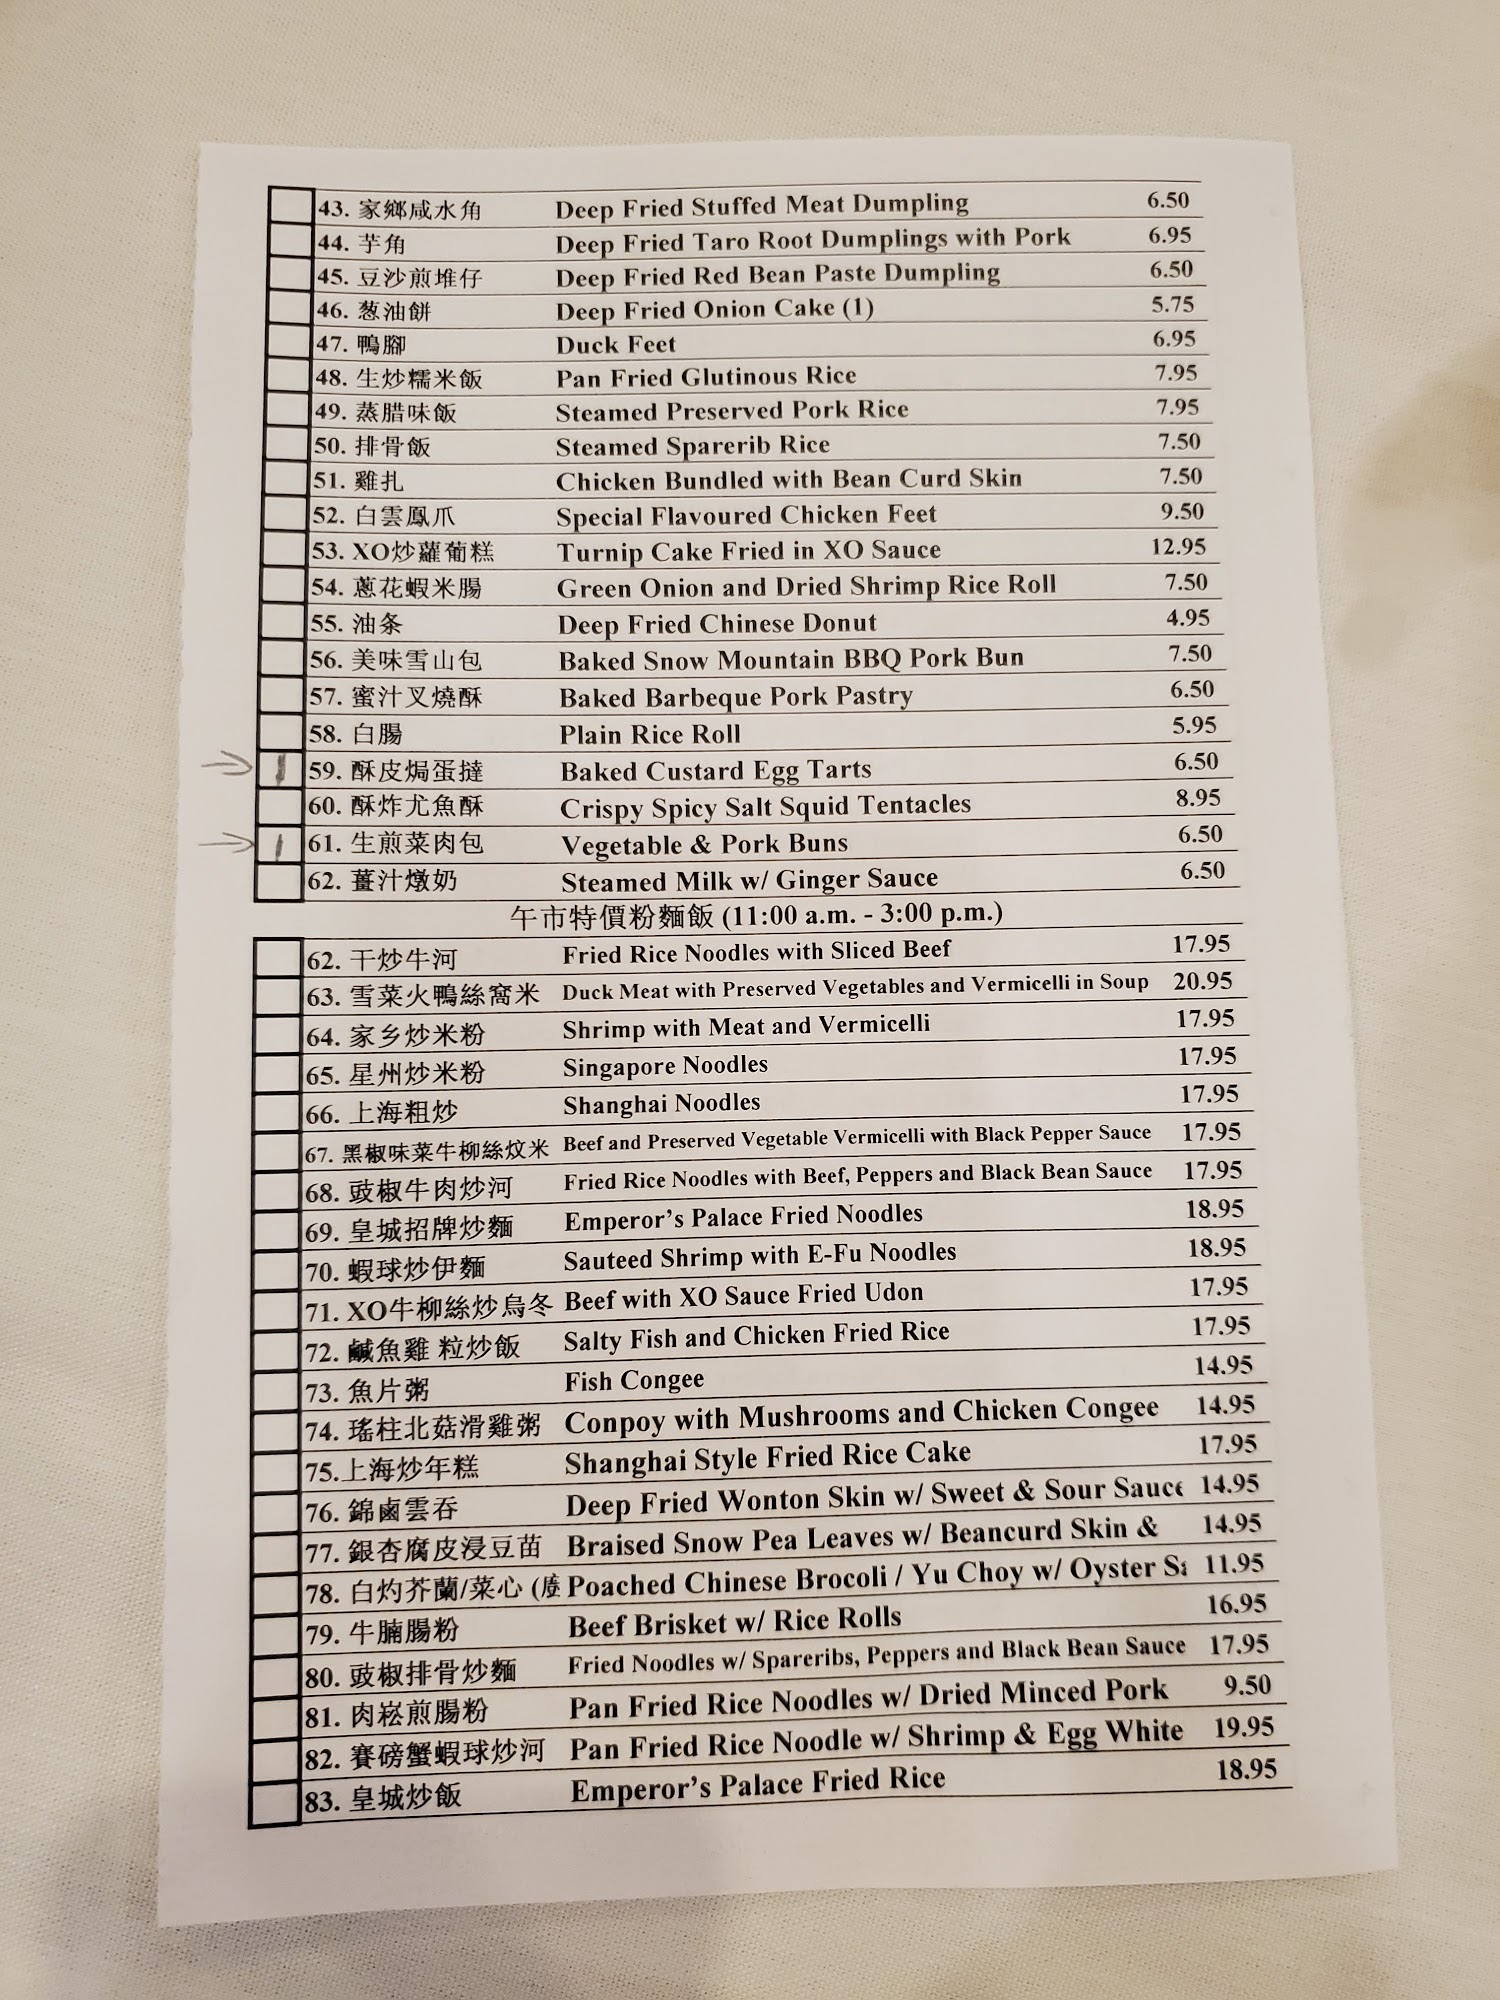 43. 家鄉咸水角 Deep Fried Stuffed Meat Dumpling 6.50
44. 芋角 Deep Fried Taro Root Dumplings with Pork 6.95
45. 豆沙煎堆仔 Deep Fried Red Bean Paste Dumpling 6.50
46. 葱油餅 Deep Fried Onion Cake (1) 5.75
47. 鴨腳 Duck Feet 6.95
48. 生炒糯米飯 Pan Fried Glutinous Rice 7.95
49. 蒸腊味飯 Steamed Preserved Pork Rice 7.95
50. 排骨飯 Steamed Sparerib Rice 7.50
51. 雞扎 Chicken Bundled with Bean Curd Skin 7.50
52. 白雲鳳爪 Special Flavoured Chicken Feet 9.50
53. XO炒蘿葡糕 Turnip Cake Fried in XO Sauce 12.95
54. 蔥花蝦米腸 Green Onion and Dried Shrimp Rice Roll 7.50
55. 油条 Deep Fried Chinese Donut 4.95
56. 美味雪山包 Baked Snow Mountain BBQ Pork Bun 7.50
57. 蜜汁叉燒酥 Baked Barbeque Pork Pastry 6.50
58. 白腸 Plain Rice Roll 5.95
1 59. 酥皮焗蛋撻 Baked Custard Egg Tarts 6.50
60. 酥炸尤魚酥 Crispy Spicy Salt Squid Tentacles 8.95
1 61. 生煎菜肉包 Vegetable & Pork Buns 6.50
62. 薑汁燉奶 Steamed Milk w/ Ginger Sauce 6.50
午市特價粉麵飯 (11:00 a.m. - 3:00 p.m.)
62. 干炒牛河 Fried Rice Noodles with Sliced Beef 17.95
63. 雪菜火鴨絲窩米 Duck Meat with Preserved Vegetables and Vermicelli in Soup 20.95
64. 家乡炒米粉 Shrimp with Meat and Vermicelli 17.95
65. 星州炒米粉 Singapore Noodles 17.95
66. 上海粗炒 Shanghai Noodles 17.95
67. 黑椒味菜牛柳絲炆米 Beef and Preserved Vegetable Vermicelli with Black Pepper Sauce 17.95
68. 豉椒牛肉炒河 Fried Rice Noodles with Beef, Peppers and Black Bean Sauce 17.95
69. 皇城招牌炒麵 Emperor's Palace Fried Noodles 18.95
70. 蝦球炒伊麵 Sauteed Shrimp with E-Fu Noodles 18.95
71. XO牛柳絲炒烏冬 Beef with XO Sauce Fried Udon 17.95
72. 鹹魚雞 粒炒飯 Salty Fish and Chicken Fried Rice 17.95
73. 魚片粥 Fish Congee 14.95
74. 瑤柱北菇滑雞粥 Conpoy with Mushrooms and Chicken Congee 14.95
75.上海炒年糕 Shanghai Style Fried Rice Cake 17.95
76. 錦鹵雲吞 Deep Fried Wonton Skin w/ Sweet & Sour Sauce 14.95
77. 銀杏腐皮浸豆苗 Braised Snow Pea Leaves w/ Beancurd Skin & 14.95
78. 白灼芥蘭/菜心 ( Poached Chinese Brocoli / Yu Choy w/ Oyster 11.95
79. 牛腩腸粉 Beef Brisket w/ Rice Rolls 16.95
80. 豉椒排骨炒麵 Fried Noodles w/ Spareribs, Peppers and Black Bean Sauce 17.95
81. 肉崧煎腸粉 Pan Fried Rice Noodles w/ Dried Minced Pork 9.50
82. 賽磅蟹蝦球炒河 Pan Fried Rice Noodle w/ Shrimp & Egg White 19.95
83. 皇城炒飯 Emperor's Palace Fried Rice 18.95